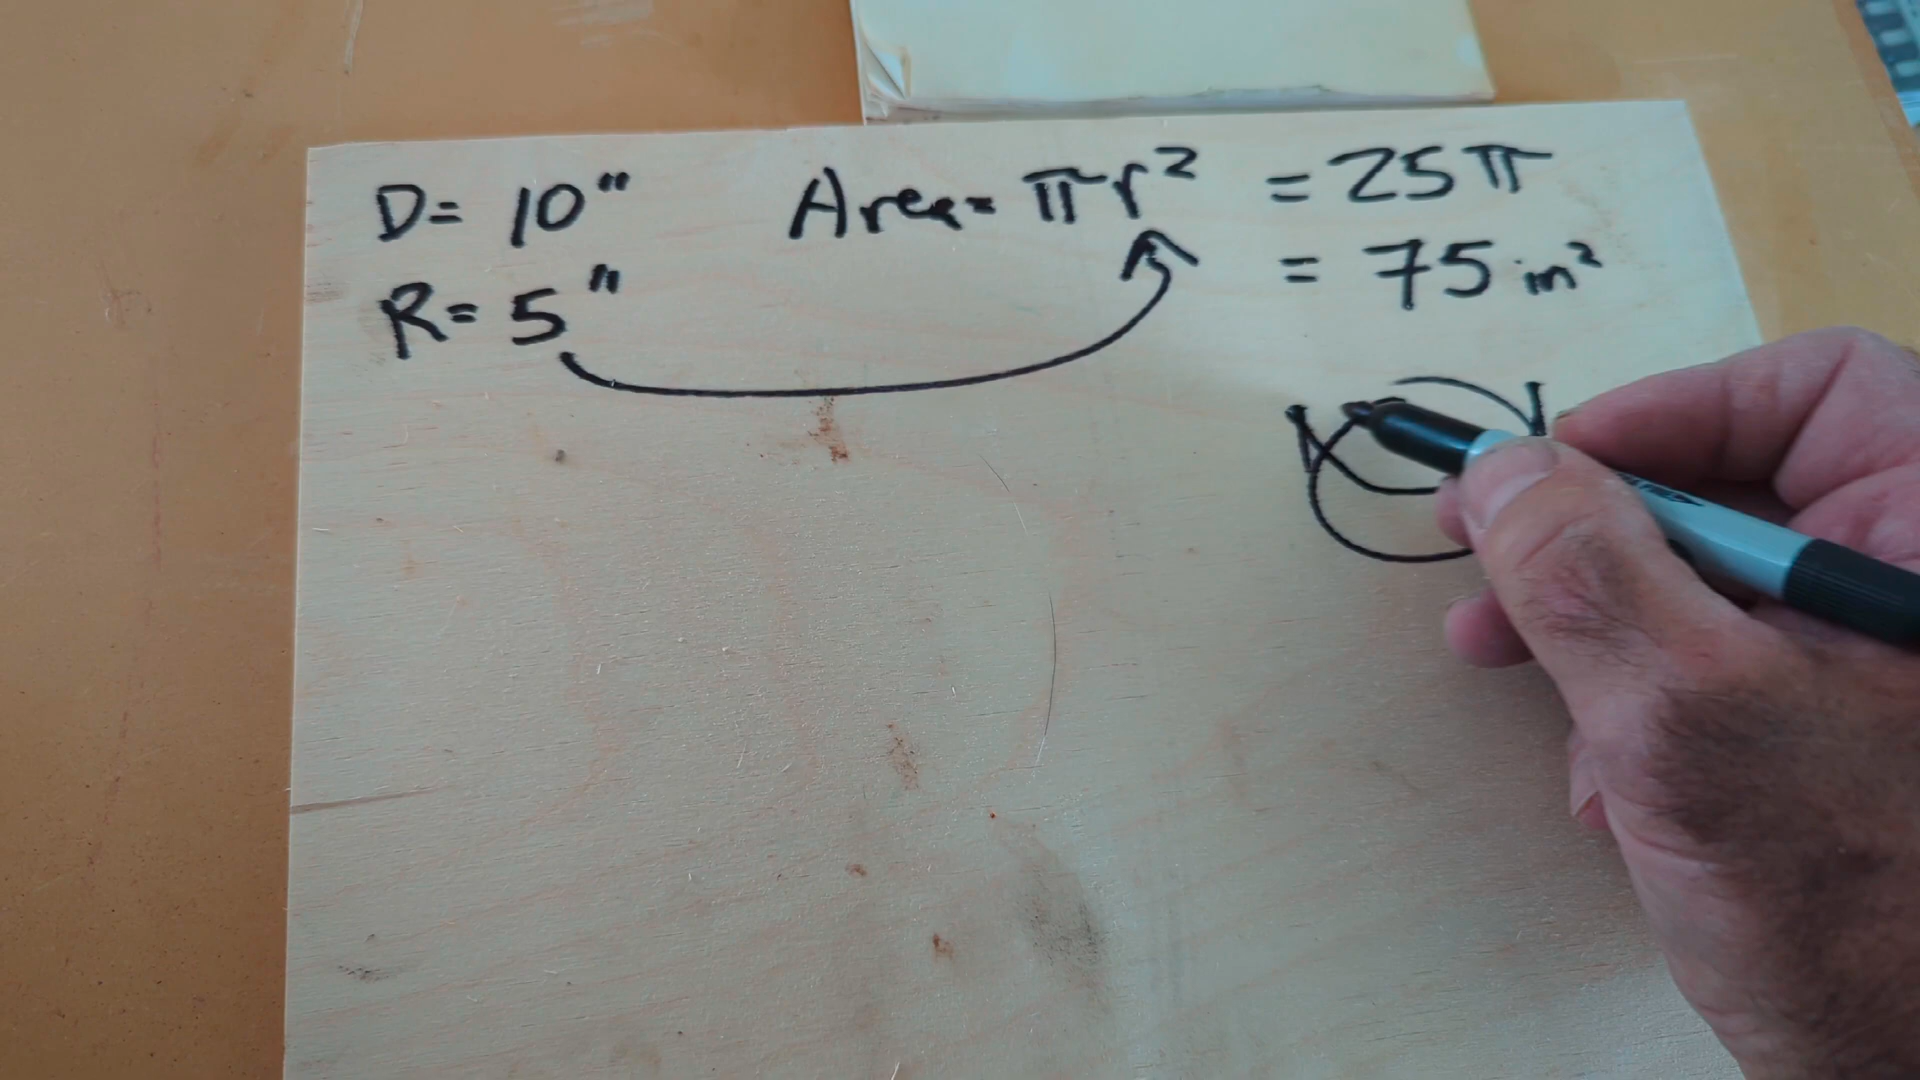 D= 10" Area= πr² = 25π
R= 5" = 75 in²